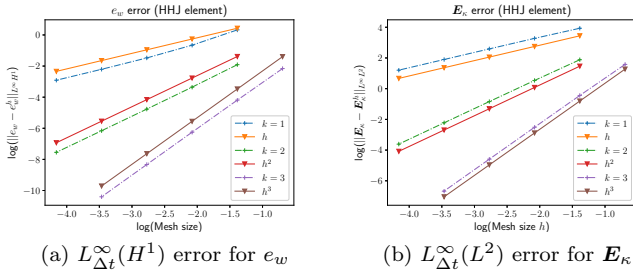 e_w error (HHJ element)
log(||e_w − e_w^h||_{L^∞ H^1})
0
−2
−4
−6
−8
−10
k = 1
h
k = 2
h^2
k = 3
h^3
−4.0 −3.5 −3.0 −2.5 −2.0 −1.5 −1.0
log(Mesh size)
(a) L^∞_{Δt}(H^1) error for e_w
E_κ error (HHJ element)
log(||E_κ − E_κ^h||_{L^∞ L^2})
4
2
0
−2
−4
−6
k = 1
h
k = 2
h^2
k = 3
h^3
−4.0 −3.5 −3.0 −2.5 −2.0 −1.5 −1.0
log(Mesh size h)
(b) L^∞_{Δt}(L^2) error for E_κ